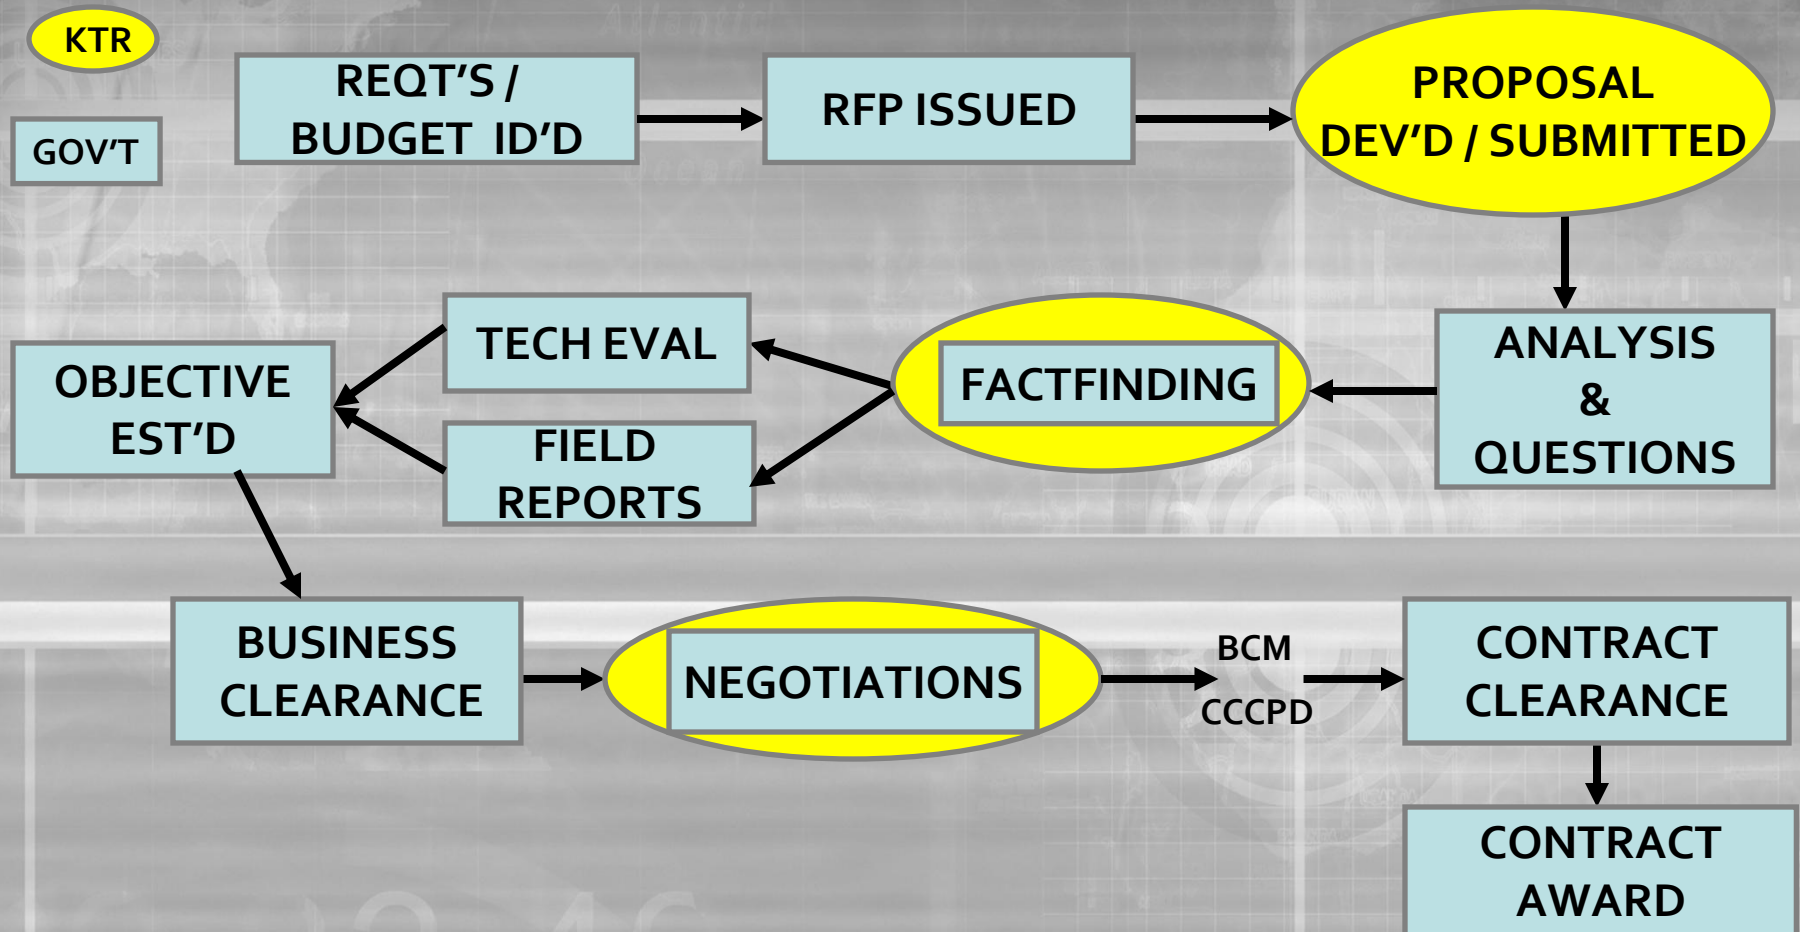 KTR
GOV'T
REQT'S /
BUDGET ID'D
RFP ISSUED
PROPOSAL
DEV'D / SUBMITTED
ANALYSIS
&
QUESTIONS
FACTFINDING
TECH EVAL
FIELD
REPORTS
OBJECTIVE
EST'D
BUSINESS
CLEARANCE
NEGOTIATIONS
BCM
CCCPD
CONTRACT
CLEARANCE
CONTRACT
AWARD